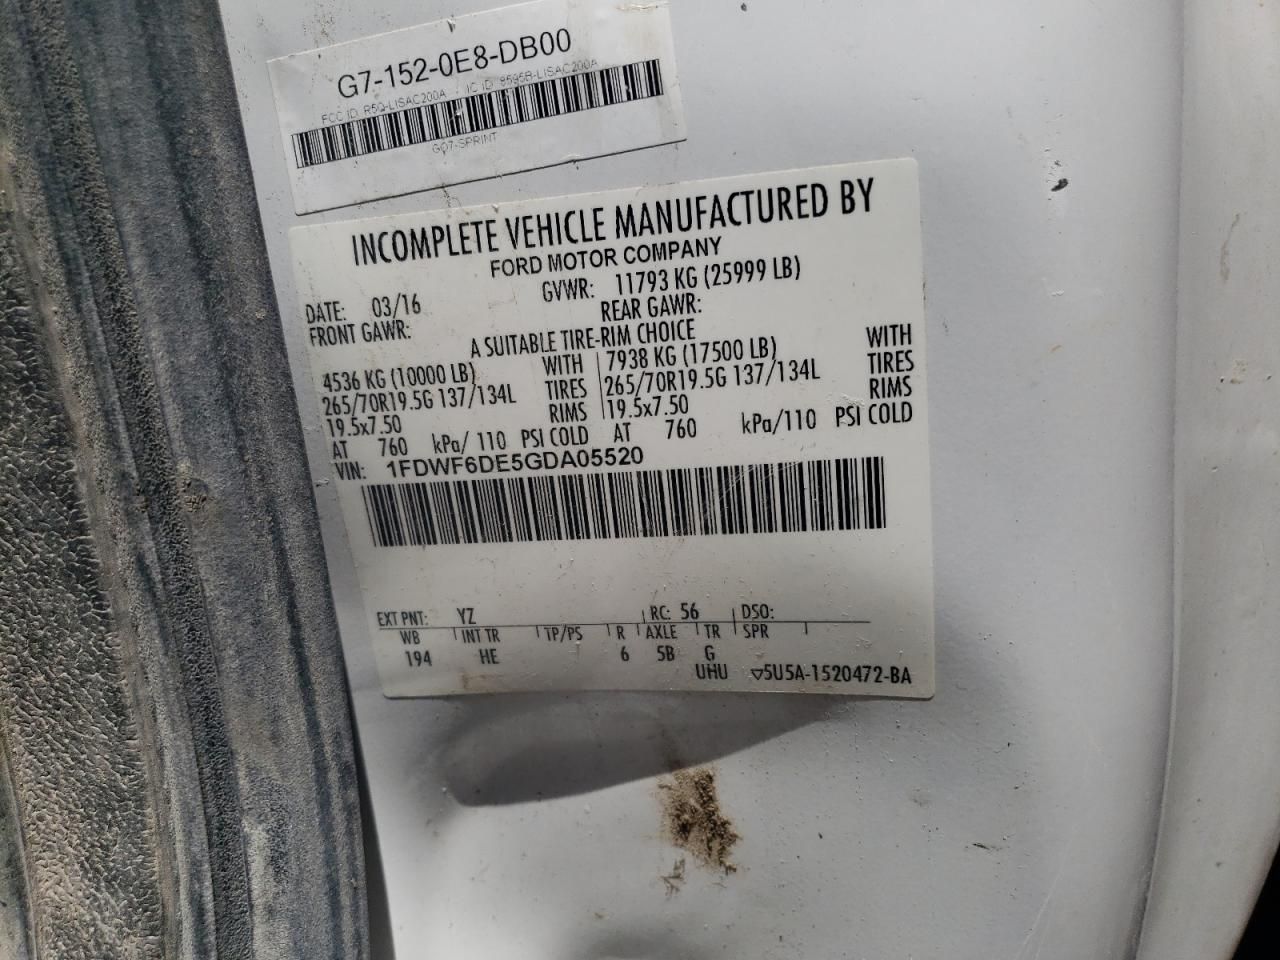 G7-152-0E8-DB00
FCC ID: R5Q-LISAC200A IC ID: 8595B-LISAC200A
GO7-SPRINT
INCOMPLETE VEHICLE MANUFACTURED BY
FORD MOTOR COMPANY
DATE: 03/16 GVWR: 11793 KG (25999 LB)
FRONT GAWR: REAR GAWR:
A SUITABLE TIRE-RIM CHOICE
4536 KG (10000 LB) WITH 7938 KG (17500 LB) WITH
265/70R19.5G 137/134L TIRES 265/70R19.5G 137/134L TIRES
19.5x7.50 RIMS 19.5x7.50 RIMS
AT 760 kPa/ 110 PSI COLD AT 760 kPa/110 PSI COLD
VIN: 1FDWF6DE5GDA05520
EXT PNT: YZ RC: 56 DSO:
WB INT TR TP/PS R AXLE TR SPR
194 HE 6 5B G
UHU ▽5U5A-1520472-BA